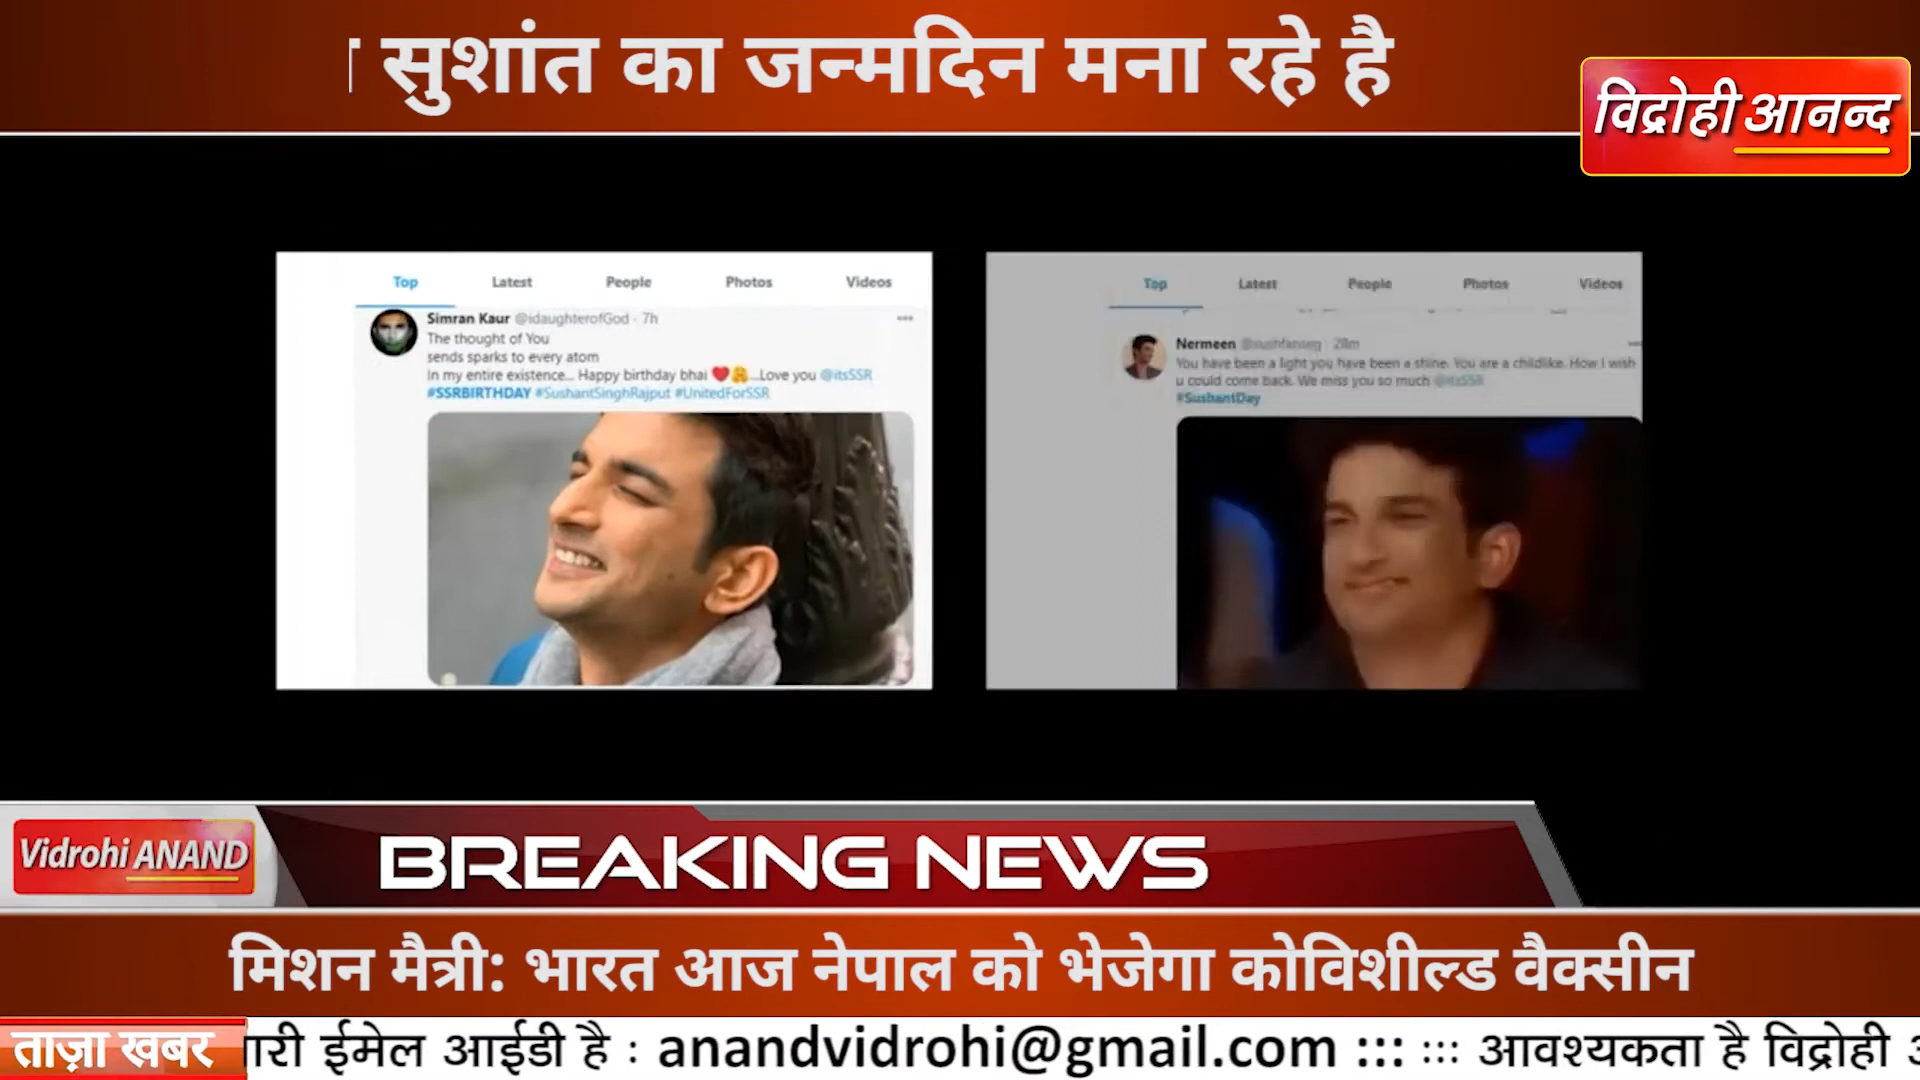 सुशांत का जन्मदिन मना रहे है
विद्रोही आनन्द
Top Latest People Photos Videos
Simran Kaur @idaughterofGod · 7h
The thought of You
sends sparks to every atom
In my entire existence... Happy birthday bhai ❤️🤗...Love you @itsSSR
#SSRBIRTHDAY #SushantSinghRajput #UnitedForSSR
Top Latest People Photos Videos
Nermeen @sushfanseg · 28m
You have been a light you have been a shine. You are a childlike. How I wish
u could come back. We miss you so much @itsSSR
#SushantDay
Vidrohi ANAND
BREAKING NEWS
मिशन मैत्री: भारत आज नेपाल को भेजेगा कोविशील्ड वैक्सीन
ताज़ा खबर
ारी ईमेल आईडी है : anandvidrohi@gmail.com ::: ::: आवश्यकता है विद्रोही